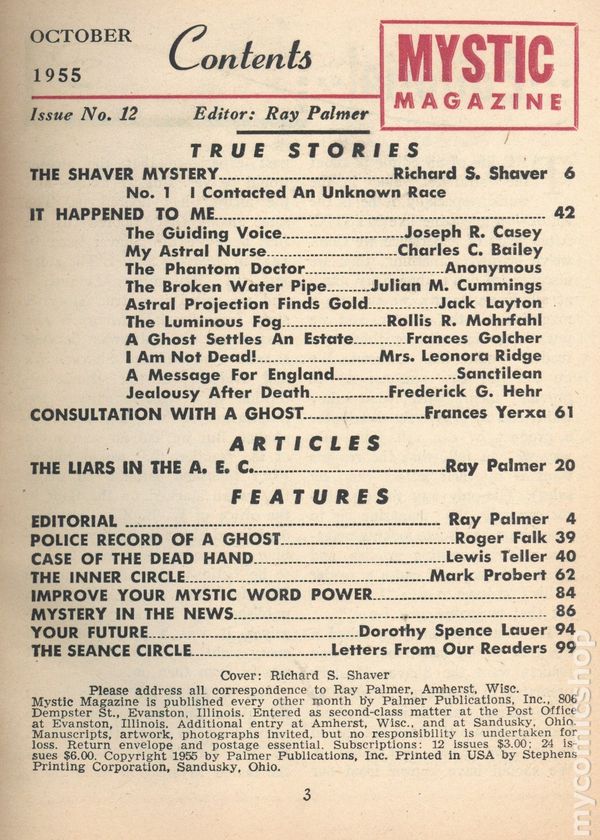 OCTOBER
1955
Contents
MYSTIC
MAGAZINE
Issue No. 12 Editor: Ray Palmer
TRUE STORIES
THE SHAVER MYSTERY Richard S. Shaver 6
No. 1 I Contacted An Unknown Race
IT HAPPENED TO ME 42
The Guiding Voice Joseph R. Casey
My Astral Nurse Charles C. Bailey
The Phantom Doctor Anonymous
The Broken Water Pipe Julian M. Cummings
Astral Projection Finds Gold Jack Layton
The Luminous Fog Rollis R. Mohrfahl
A Ghost Settles An Estate Frances Golcher
I Am Not Dead! Mrs. Leonora Ridge
A Message For England Sanctilean
Jealousy After Death Frederick G. Hehr
CONSULTATION WITH A GHOST Frances Yerxa 61
ARTICLES
THE LIARS IN THE A. E. C. Ray Palmer 20
FEATURES
EDITORIAL Ray Palmer 4
POLICE RECORD OF A GHOST Roger Falk 39
CASE OF THE DEAD HAND Lewis Teller 40
THE INNER CIRCLE Mark Probert 62
IMPROVE YOUR MYSTIC WORD POWER 84
MYSTERY IN THE NEWS 86
YOUR FUTURE Dorothy Spence Lauer 94
THE SEANCE CIRCLE Letters From Our Readers 99
Cover: Richard S. Shaver
Please address all correspondence to Ray Palmer, Amherst, Wisc.
Mystic Magazine is published every other month by Palmer Publications, Inc., 806
Dempster St., Evanston, Illinois. Entered as second-class matter at the Post Office
at Evanston, Illinois. Additional entry at Amherst, Wisc., and at Sandusky, Ohio.
Manuscripts, artwork, photographs invited, but no responsibility is undertaken for
loss. Return envelope and postage essential. Subscriptions: 12 issues $3.00; 24 is-
sues $6.00. Copyright 1955 by Palmer Publications, Inc. Printed in USA by Stephens
Printing Corporation, Sandusky, Ohio.
3
mycomicshop